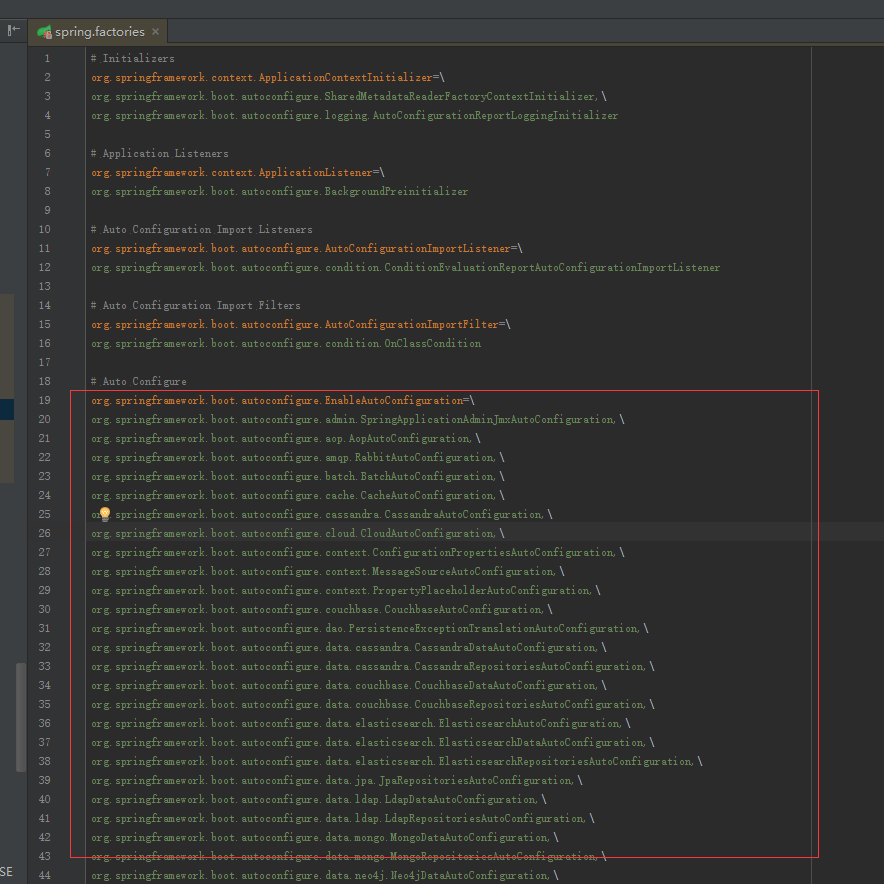 spring.factories
1 # Initializers
2 org.springframework.context.ApplicationContextInitializer=\
3 org.springframework.boot.autoconfigure.SharedMetadataReaderFactoryContextInitializer,\
4 org.springframework.boot.autoconfigure.logging.AutoConfigurationReportLoggingInitializer
5
6 # Application Listeners
7 org.springframework.context.ApplicationListener=\
8 org.springframework.boot.autoconfigure.BackgroundPreinitializer
9
10 # Auto Configuration Import Listeners
11 org.springframework.boot.autoconfigure.AutoConfigurationImportListener=\
12 org.springframework.boot.autoconfigure.condition.ConditionEvaluationReportAutoConfigurationImportListener
13
14 # Auto Configuration Import Filters
15 org.springframework.boot.autoconfigure.AutoConfigurationImportFilter=\
16 org.springframework.boot.autoconfigure.condition.OnClassCondition
17
18 # Auto Configure
19 org.springframework.boot.autoconfigure.EnableAutoConfiguration=\
20 org.springframework.boot.autoconfigure.admin.SpringApplicationAdminJmxAutoConfiguration,\
21 org.springframework.boot.autoconfigure.aop.AopAutoConfiguration,\
22 org.springframework.boot.autoconfigure.amqp.RabbitAutoConfiguration,\
23 org.springframework.boot.autoconfigure.batch.BatchAutoConfiguration,\
24 org.springframework.boot.autoconfigure.cache.CacheAutoConfiguration,\
25 org.springframework.boot.autoconfigure.cassandra.CassandraAutoConfiguration,\
26 org.springframework.boot.autoconfigure.cloud.CloudAutoConfiguration,\
27 org.springframework.boot.autoconfigure.context.ConfigurationPropertiesAutoConfiguration,\
28 org.springframework.boot.autoconfigure.context.MessageSourceAutoConfiguration,\
29 org.springframework.boot.autoconfigure.context.PropertyPlaceholderAutoConfiguration,\
30 org.springframework.boot.autoconfigure.couchbase.CouchbaseAutoConfiguration,\
31 org.springframework.boot.autoconfigure.dao.PersistenceExceptionTranslationAutoConfiguration,\
32 org.springframework.boot.autoconfigure.data.cassandra.CassandraDataAutoConfiguration,\
33 org.springframework.boot.autoconfigure.data.cassandra.CassandraRepositoriesAutoConfiguration,\
34 org.springframework.boot.autoconfigure.data.couchbase.CouchbaseDataAutoConfiguration,\
35 org.springframework.boot.autoconfigure.data.couchbase.CouchbaseRepositoriesAutoConfiguration,\
36 org.springframework.boot.autoconfigure.data.elasticsearch.ElasticsearchAutoConfiguration,\
37 org.springframework.boot.autoconfigure.data.elasticsearch.ElasticsearchDataAutoConfiguration,\
38 org.springframework.boot.autoconfigure.data.elasticsearch.ElasticsearchRepositoriesAutoConfiguration,\
39 org.springframework.boot.autoconfigure.data.jpa.JpaRepositoriesAutoConfiguration,\
40 org.springframework.boot.autoconfigure.data.ldap.LdapDataAutoConfiguration,\
41 org.springframework.boot.autoconfigure.data.ldap.LdapRepositoriesAutoConfiguration,\
42 org.springframework.boot.autoconfigure.data.mongo.MongoDataAutoConfiguration,\
43 org.springframework.boot.autoconfigure.data.mongo.MongoRepositoriesAutoConfiguration,\
SE
44 org.springframework.boot.autoconfigure.data.neo4j.Neo4jDataAutoConfiguration,\